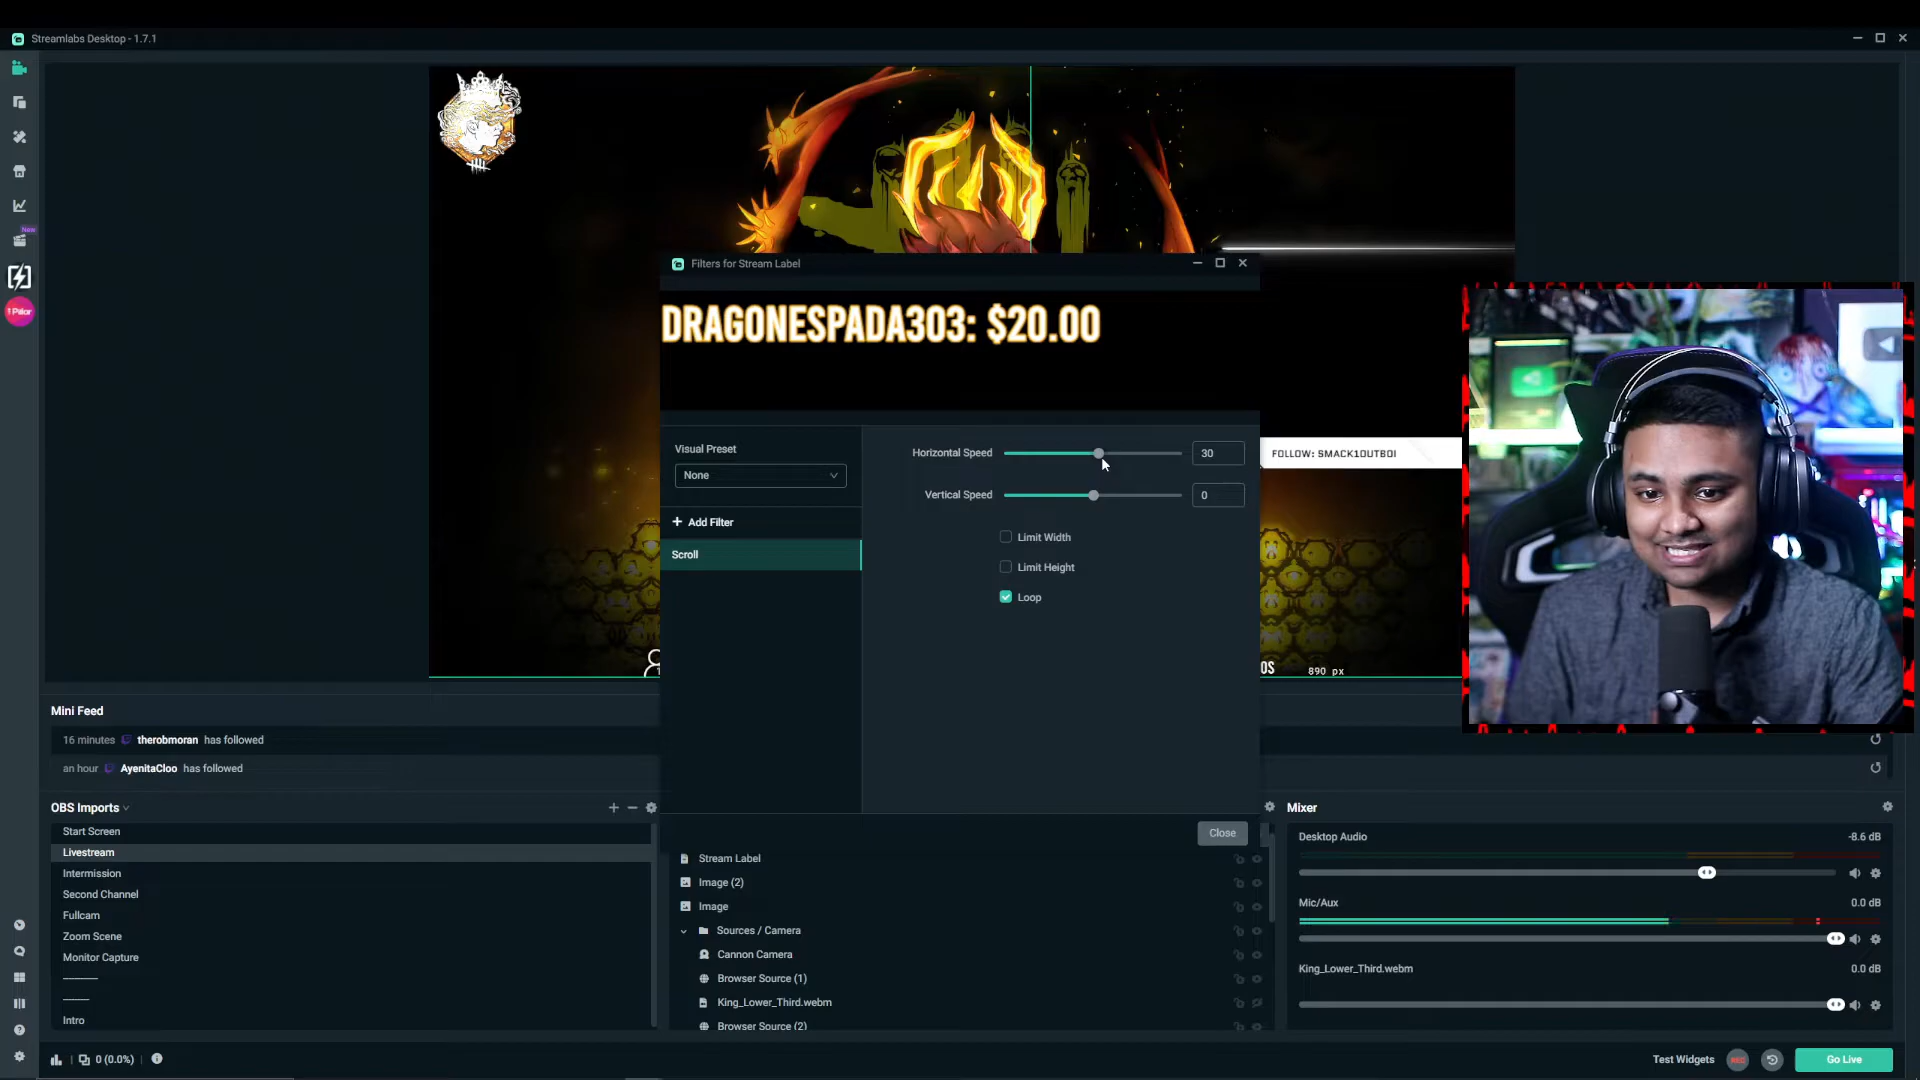 Streamlabs Desktop - 1.7.1
New
1 Pillar
Filters for Stream Label
DRAGONESPADA303: $20.00
Visual Preset
None
Add Filter
Scroll
Horizontal Speed
30
Vertical Speed
0
Limit Width
Limit Height
Loop
Close
FOLLOW: SMACK1OUTBOI
OS
890 px
Mini Feed
16 minutes therobmoran has followed
an hour AyenitaCloo has followed
OBS Imports
Start Screen
Livestream
Intermission
Second Channel
Fullcam
Zoom Scene
Monitor Capture
Intro
Stream Label
Image (2)
Image
Sources / Camera
Cannon Camera
Browser Source (1)
King_Lower_Third.webm
Browser Source (2)
Mixer
Desktop Audio
-8.6 dB
Mic/Aux
0.0 dB
King_Lower_Third.webm
0.0 dB
0 (0.0%)
Test Widgets
REC
Go Live